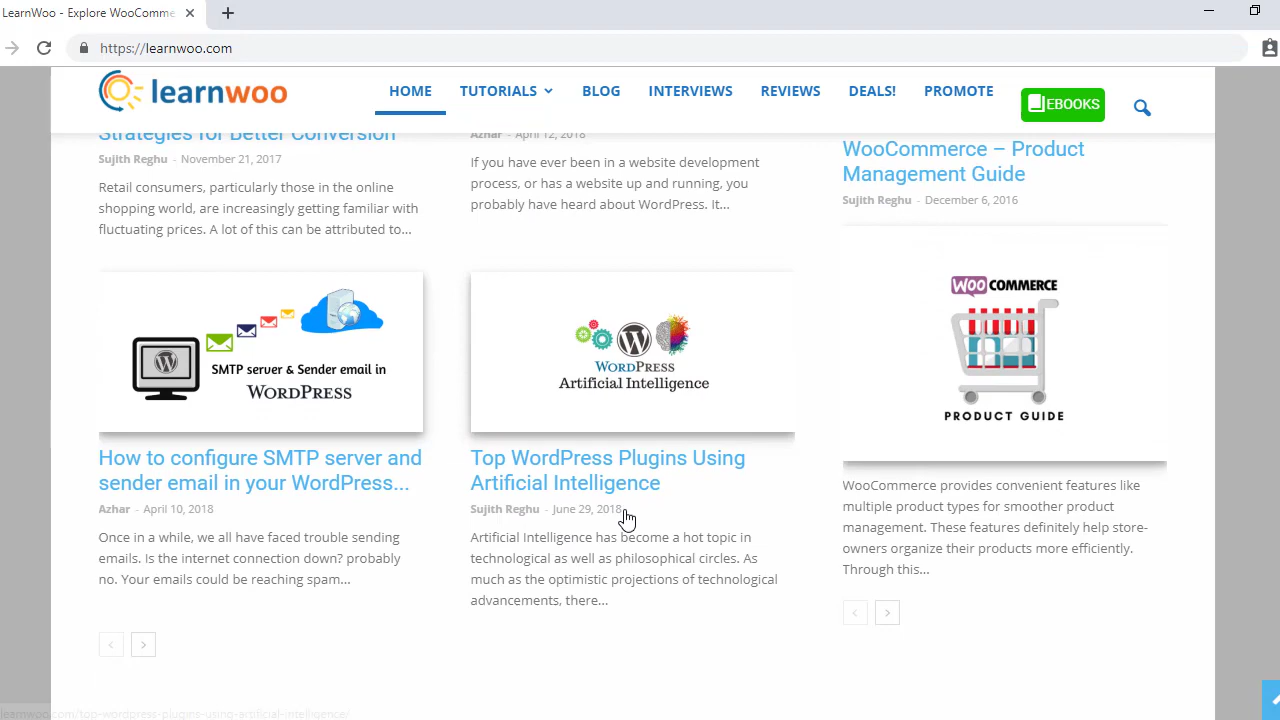 LearnWoo - Explore WooComme
https://learnwoo.com
learnwoo
HOME
TUTORIALS
BLOG
INTERVIEWS
REVIEWS
DEALS!
PROMOTE
EBOOKS
Strategies for Better Conversion
Sujith Reghu - November 21, 2017
Retail consumers, particularly those in the online
shopping world, are increasingly getting familiar with
fluctuating prices. A lot of this can be attributed to...
Azhar - April 12, 2018
If you have ever been in a website development
process, or has a website up and running, you
probably have heard about WordPress. It...
WooCommerce – Product
Management Guide
Sujith Reghu - December 6, 2016
SMTP server & Sender email in
WORDPRESS
How to configure SMTP server and
sender email in your WordPress...
Azhar - April 10, 2018
Once in a while, we all have faced trouble sending
emails. Is the internet connection down? probably
no. Your emails could be reaching spam...
WORDPRESS
Artificial Intelligence
Top WordPress Plugins Using
Artificial Intelligence
Sujith Reghu - June 29, 2018
Artificial Intelligence has become a hot topic in
technological as well as philosophical circles. As
much as the optimistic projections of technological
advancements, there...
WOO COMMERCE
PRODUCT GUIDE
WooCommerce provides convenient features like
multiple product types for smoother product
management. These features definitely help store-
owners organize their products more efficiently.
Through this...
learnwoo.com/top-wordpress-plugins-using-artificial-intelligence/